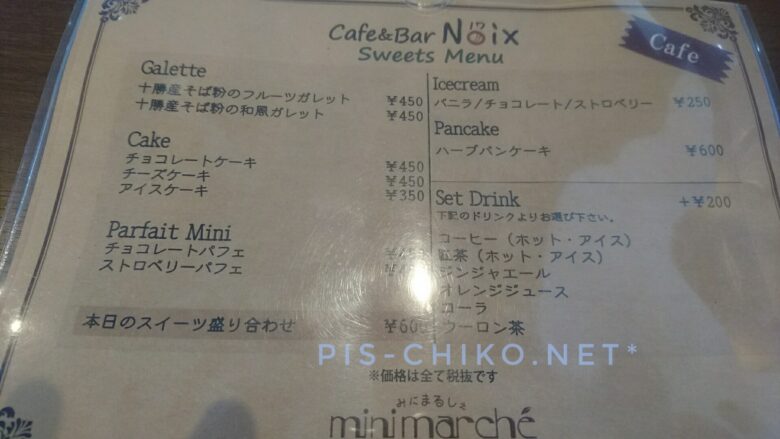 Cafe&Bar Noix
Sweets Menu
Cafe
Galette
十勝産そば粉のフルーツガレット ¥450
十勝産そば粉の和風ガレット ¥450
Cake
チョコレートケーキ ¥450
チーズケーキ ¥450
アイスケーキ ¥350
Parfait Mini
チョコレートパフェ
ストロベリーパフェ
本日のスイーツ盛り合わせ ¥600
Icecream
バニラ/チョコレート/ストロベリー ¥250
Pancake
ハーブパンケーキ ¥600
Set Drink +¥200
下記のドリンクよりお選び下さい。
コーヒー (ホット・アイス)
紅茶 (ホット・アイス)
ジンジャエール
オレンジジュース
コーラ
ウーロン茶
PIS-CHIKO.NET*
※価格は全て税抜です
みにまるしぇ
minimarché